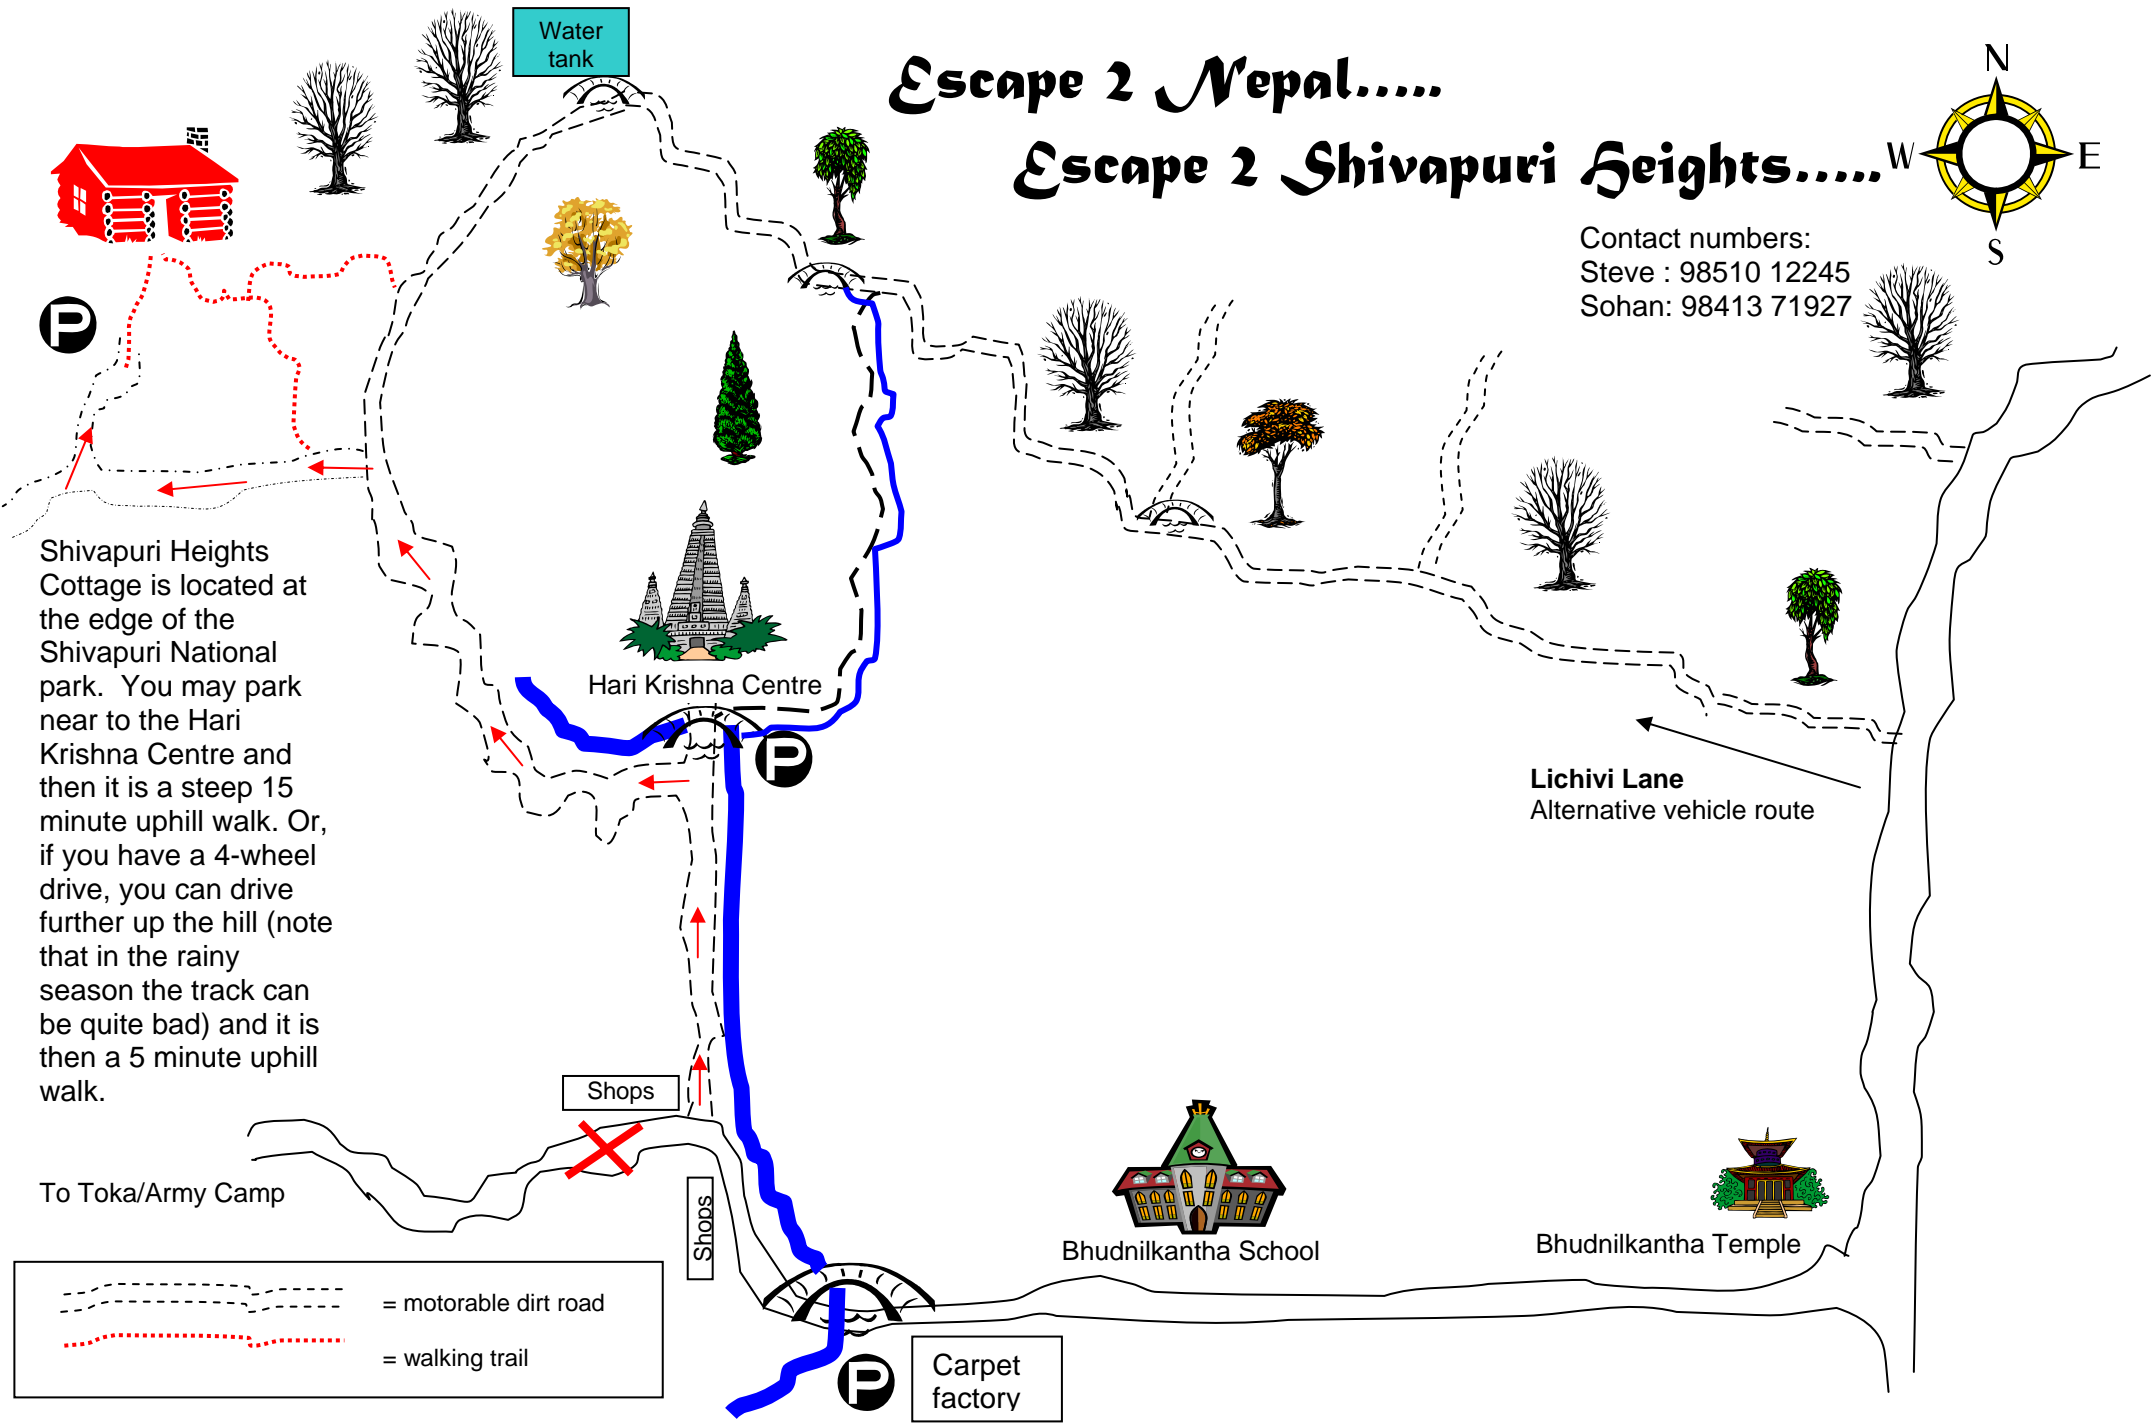 Water
tank
Escape 2 Nepal.....
Escape 2 Shivapuri Heights.....
N
W
E
S
Contact numbers:
Steve : 98510 12245
Sohan: 98413 71927
P
Shivapuri Heights
Cottage is located at
the edge of the
Shivapuri National
park.  You may park
near to the Hari
Krishna Centre and
then it is a steep 15
minute uphill walk. Or,
if you have a 4-wheel
drive, you can drive
further up the hill (note
that in the rainy
season the track can
be quite bad) and it is
then a 5 minute uphill
walk.
Hari Krishna Centre
P
Lichivi Lane
Alternative vehicle route
Shops
Shops
To Toka/Army Camp
Bhudnilkantha School
Bhudnilkantha Temple
= motorable dirt road
= walking trail
P
Carpet
factory